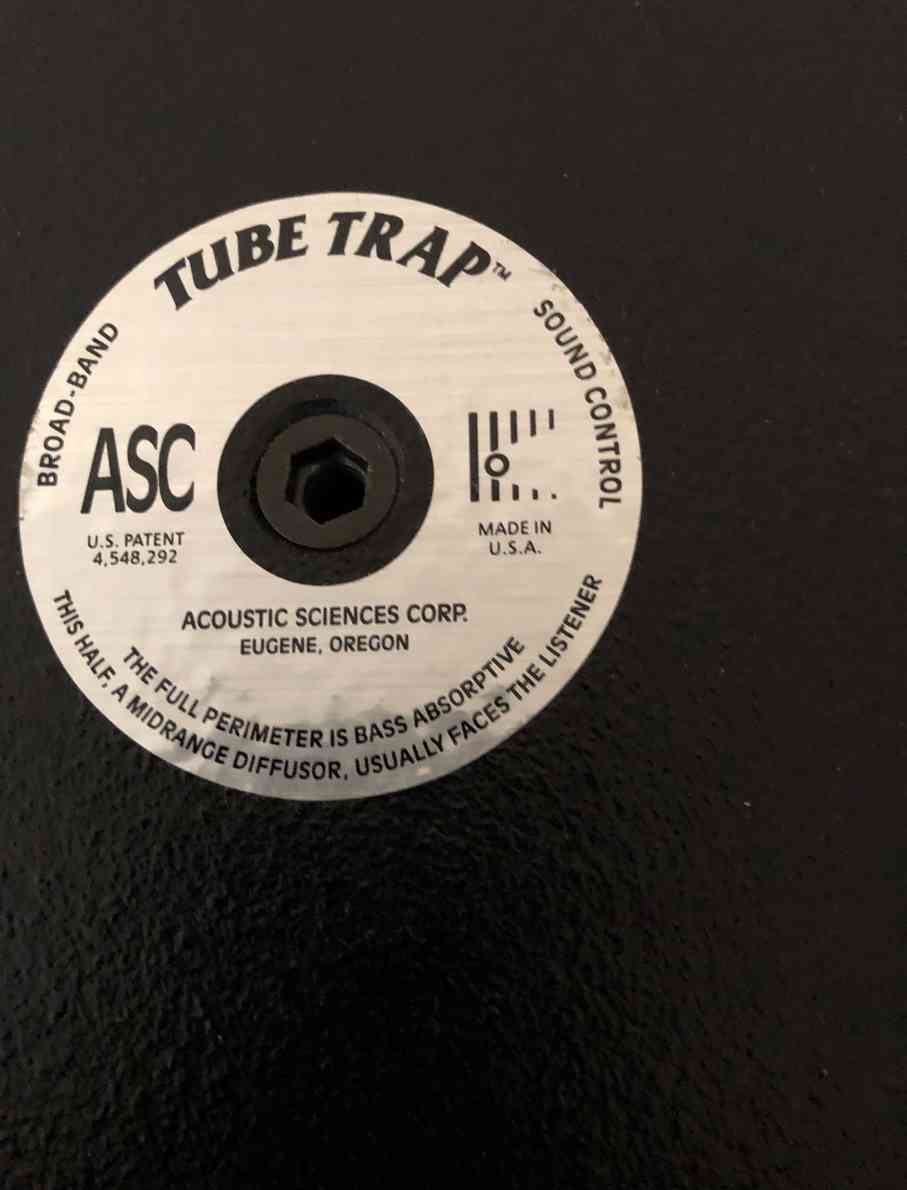 TUBE TRAP™
BROAD-BAND
SOUND CONTROL
ASC
U.S. PATENT
4,548,292
MADE IN
U.S.A.
ACOUSTIC SCIENCES CORP.
EUGENE, OREGON
THE FULL PERIMETER IS BASS ABSORPTIVE
THIS HALF, A MIDRANGE DIFFUSOR, USUALLY FACES THE LISTENER